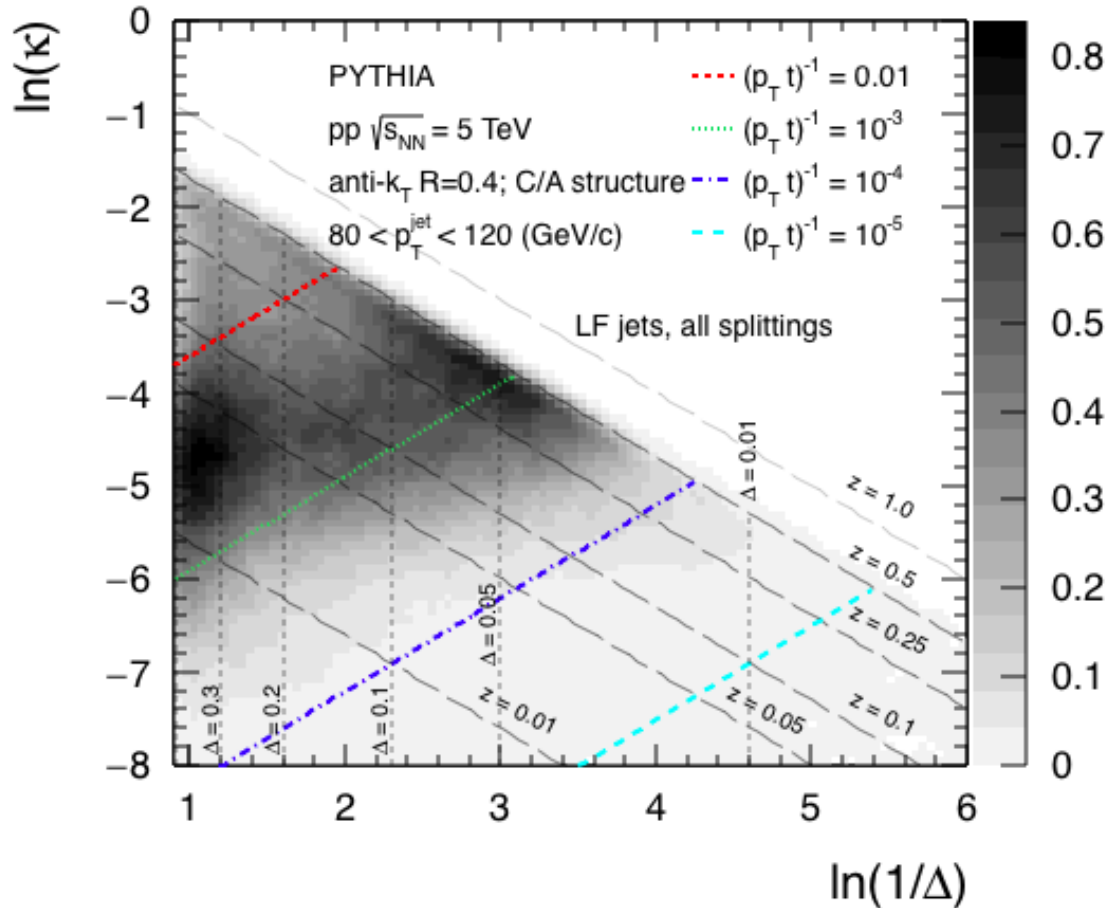 ln(κ)
0
−1
−2
−3
−4
−5
−6
−7
−8
PYTHIA
pp √s_NN = 5 TeV
anti-k_T R=0.4; C/A structure
80 < p_T^jet < 120 (GeV/c)
(p_T t)^-1 = 0.01
(p_T t)^-1 = 10^-3
(p_T t)^-1 = 10^-4
(p_T t)^-1 = 10^-5
LF jets, all splittings
Δ = 0.01
z = 1.0
z = 0.5
z = 0.25
z = 0.1
z = 0.05
z = 0.01
Δ = 0.05
Δ = 0.3
Δ = 0.2
Δ = 0.1
1 2 3 4 5 6
ln(1/Δ)
0.8
0.7
0.6
0.5
0.4
0.3
0.2
0.1
0